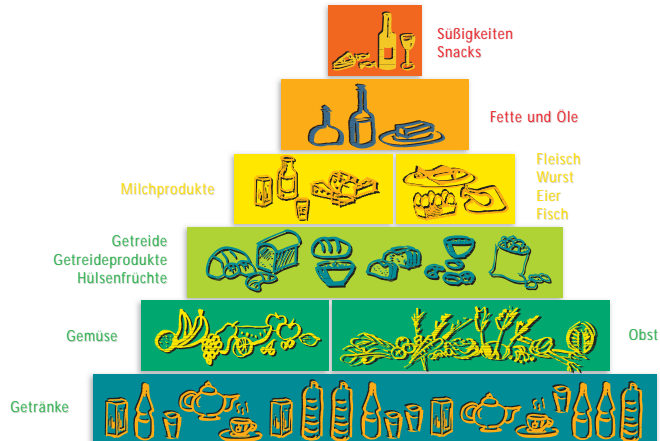 Süßigkeiten
Snacks
Fette und Öle
Milchprodukte
Fleisch
Wurst
Eier
Fisch
Getreide
Getreideprodukte
Hülsenfrüchte
Gemüse
Obst
Getränke